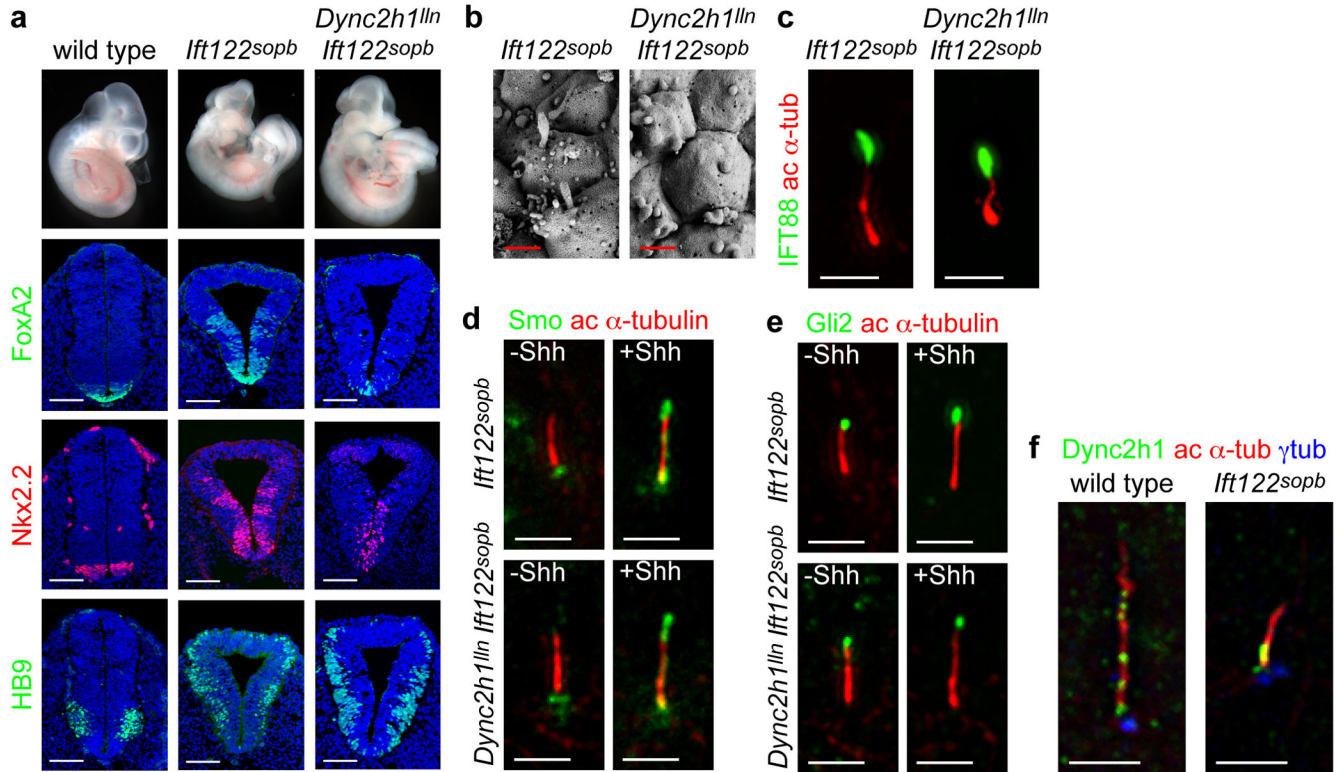 a
wild type
Ift122sopb
Dync2h1lln
Ift122sopb
FoxA2
Nkx2.2
HB9
b
Ift122sopb
Dync2h1lln
Ift122sopb
c
Ift122sopb
Dync2h1lln
Ift122sopb
IFT88 ac α-tub
d
Smo ac α-tubulin
Ift122sopb
-Shh
+Shh
Dync2h1lln Ift122sopb
-Shh
+Shh
e
Gli2 ac α-tubulin
Ift122sopb
-Shh
+Shh
Dync2h1lln Ift122sopb
-Shh
+Shh
f
Dync2h1 ac α-tub γtub
wild type
Ift122sopb